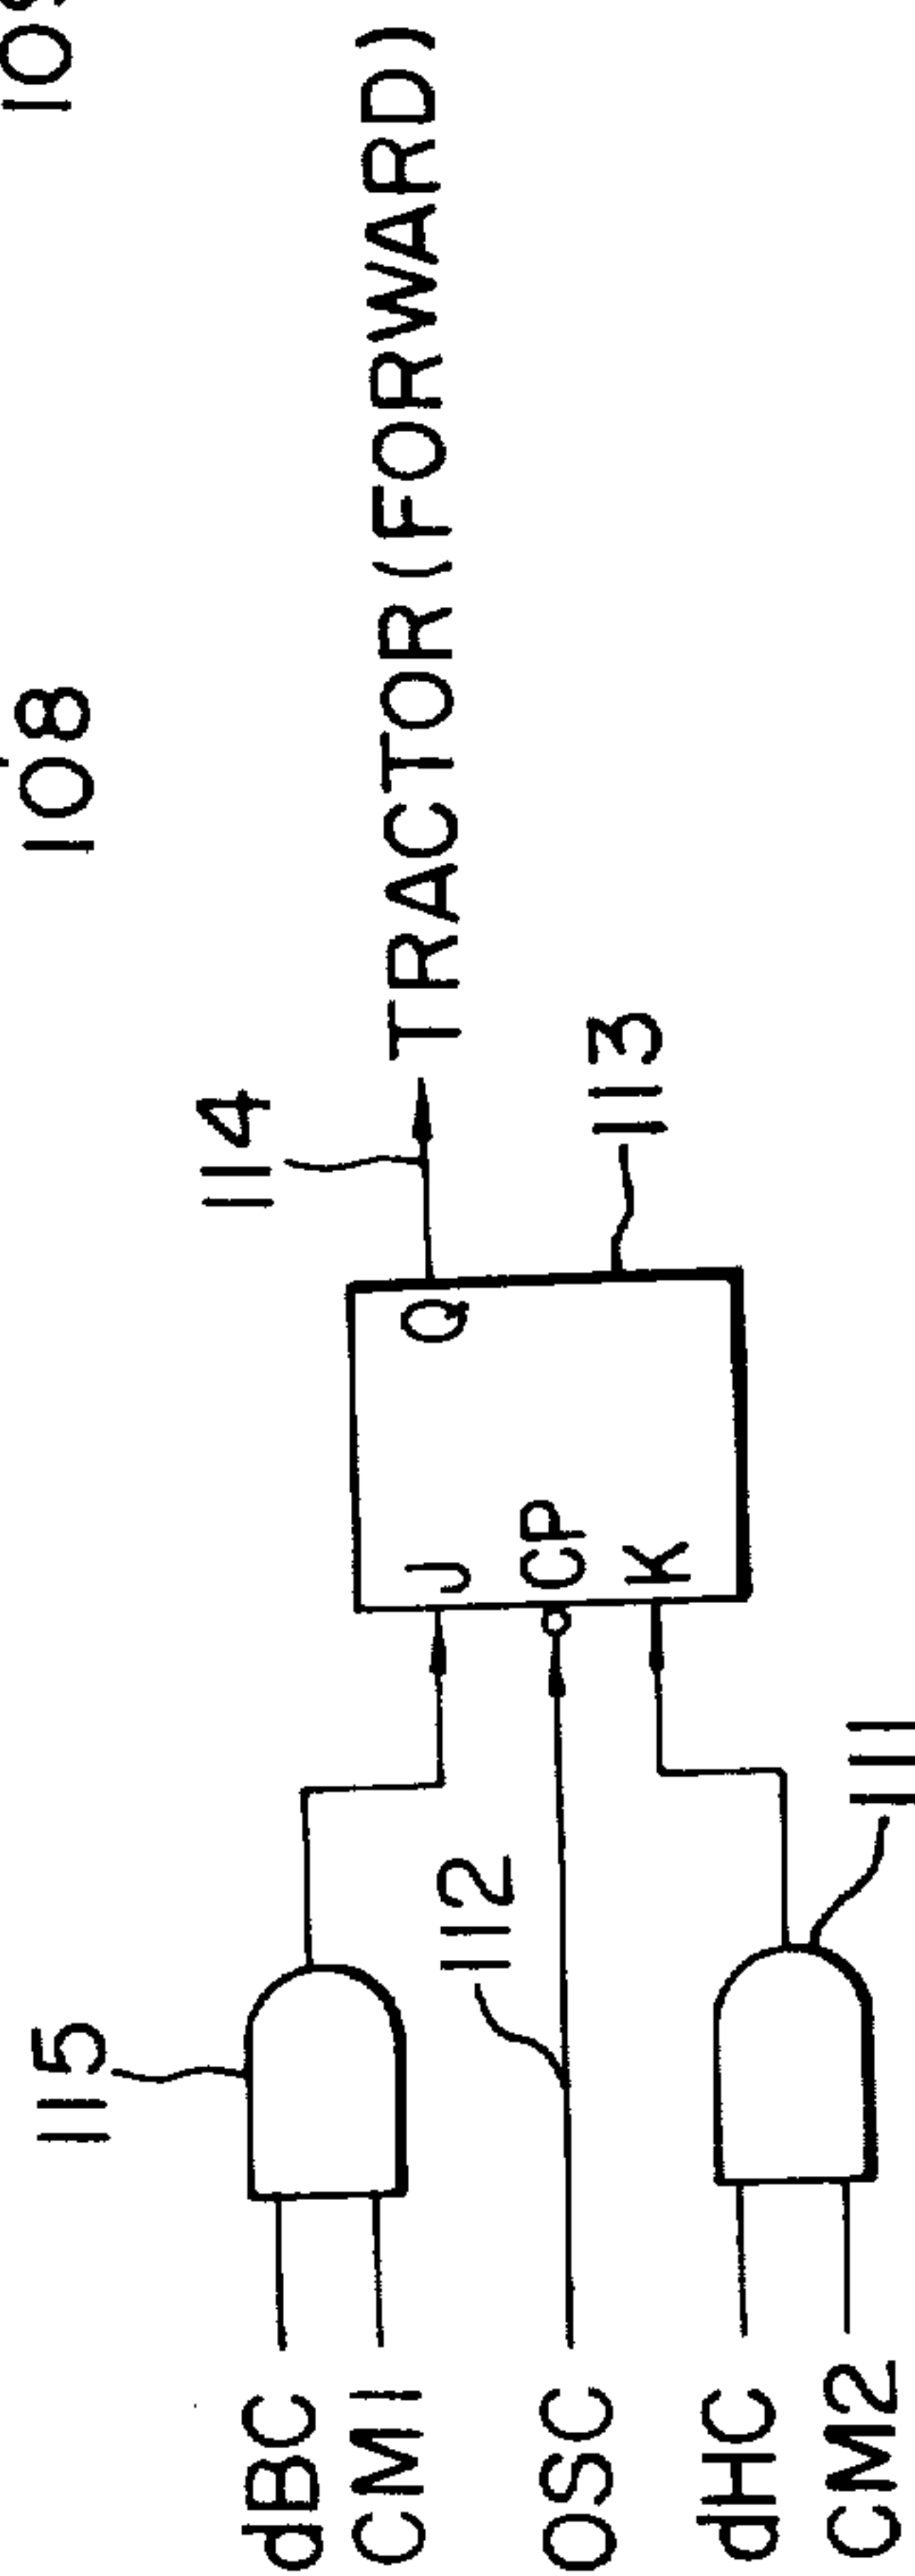 108
115
114
dBC
CM1
J
Q
TRACTOR(FORWARD)
112
OSC
CP
113
dHC
CM2
K
111